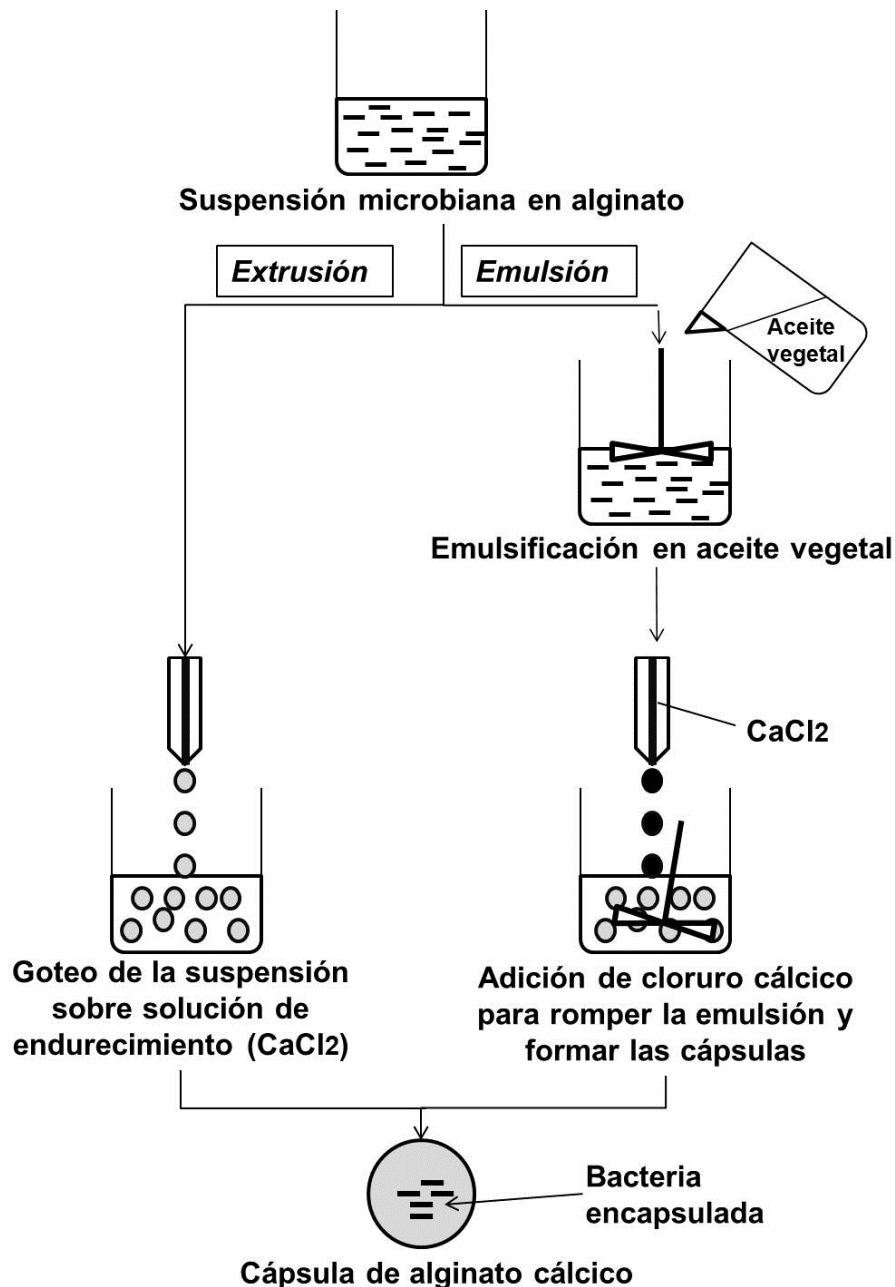 Suspensión microbiana en alginato
Extrusión
Emulsión
Aceite
vegetal
Emulsificación en aceite vegetal
CaCl2
Goteo de la suspensión
sobre solución de
endurecimiento (CaCl2)
Adición de cloruro cálcico
para romper la emulsión y
formar las cápsulas
Bacteria
encapsulada
Cápsula de alginato cálcico